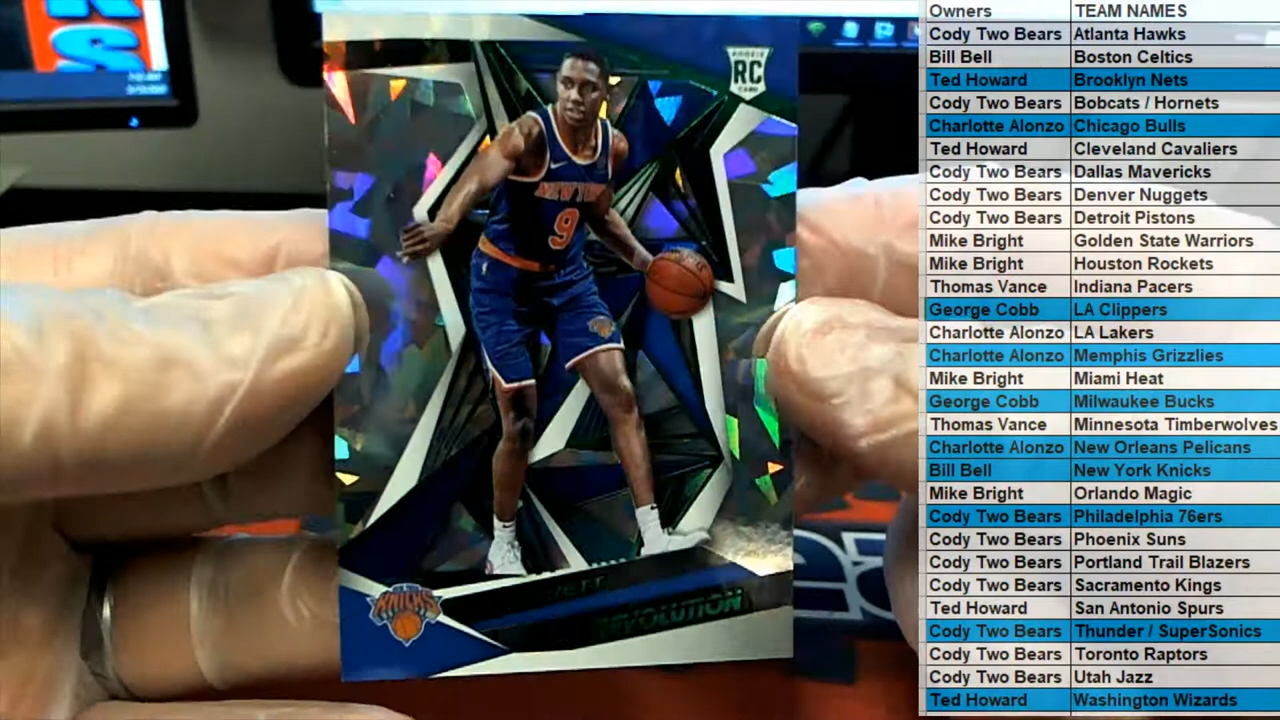 KS
ROOKIE
RC
CARD
NEW YORK
9
KNICKS
REVOLUTION
Owners TEAM NAMES
Cody Two Bears Atlanta Hawks
Bill Bell Boston Celtics
Ted Howard Brooklyn Nets
Cody Two Bears Bobcats / Hornets
Charlotte Alonzo Chicago Bulls
Ted Howard Cleveland Cavaliers
Cody Two Bears Dallas Mavericks
Cody Two Bears Denver Nuggets
Cody Two Bears Detroit Pistons
Mike Bright Golden State Warriors
Mike Bright Houston Rockets
Thomas Vance Indiana Pacers
George Cobb LA Clippers
Charlotte Alonzo LA Lakers
Charlotte Alonzo Memphis Grizzlies
Mike Bright Miami Heat
George Cobb Milwaukee Bucks
Thomas Vance Minnesota Timberwolves
Charlotte Alonzo New Orleans Pelicans
Bill Bell New York Knicks
Mike Bright Orlando Magic
Cody Two Bears Philadelphia 76ers
Cody Two Bears Phoenix Suns
Cody Two Bears Portland Trail Blazers
Cody Two Bears Sacramento Kings
Ted Howard San Antonio Spurs
Cody Two Bears Thunder / SuperSonics
Cody Two Bears Toronto Raptors
Cody Two Bears Utah Jazz
Ted Howard Washington Wizards